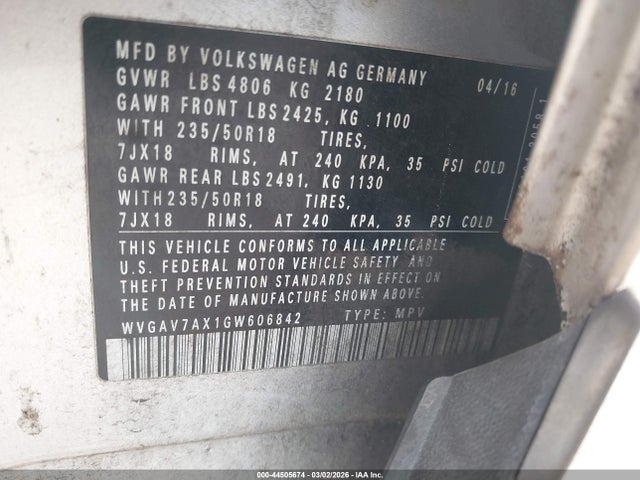 MFD BY VOLKSWAGEN AG GERMANY 04/16
GVWR LBS 4806 KG 2180
GAWR FRONT LBS 2425, KG 1100
WITH 235/50R18 TIRES,
7JX18 RIMS, AT 240 KPA, 35 PSI COLD
GAWR REAR LBS 2491, KG 1130
WITH 235/50R18 TIRES,
7JX18 RIMS, AT 240 KPA, 35 PSI COLD
THIS VEHICLE CONFORMS TO ALL APPLICABLE
U.S. FEDERAL MOTOR VEHICLE SAFETY AND
THEFT PREVENTION STANDARDS IN EFFECT ON
THE DATE OF MANUFACTURE SHOWN ABOVE.
WVGAV7AX1GW606842 TYPE: MPV
000-44505674 - 03/02/2026 - IAA Inc.